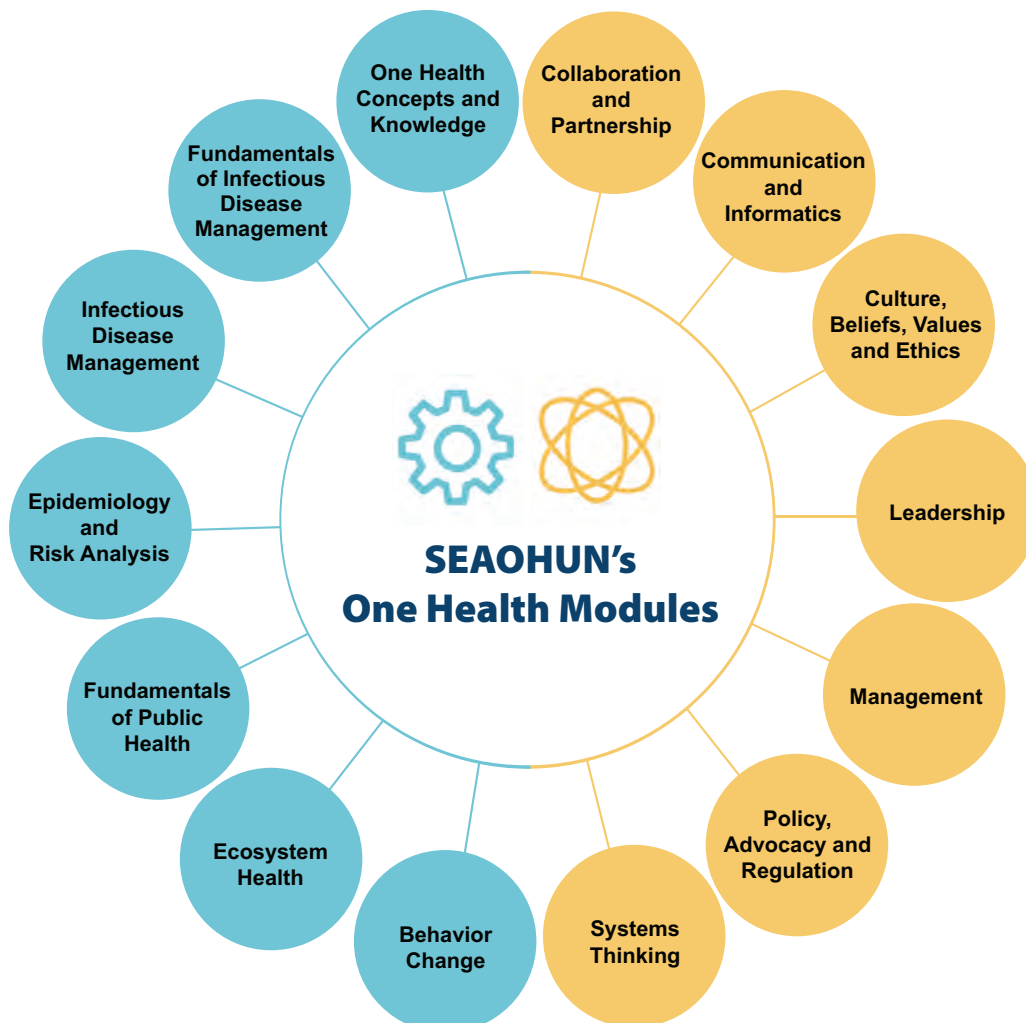 One Health
Concepts and
Knowledge
Collaboration
and
Partnership
Communication
and
Informatics
Culture,
Beliefs, Values
and Ethics
Leadership
Management
Policy,
Advocacy and
Regulation
Systems
Thinking
Behavior
Change
Ecosystem
Health
Fundamentals
of Public
Health
Epidemiology
and
Risk Analysis
Infectious
Disease
Management
Fundamentals
of Infectious
Disease
Management
SEAOHUN's
One Health Modules